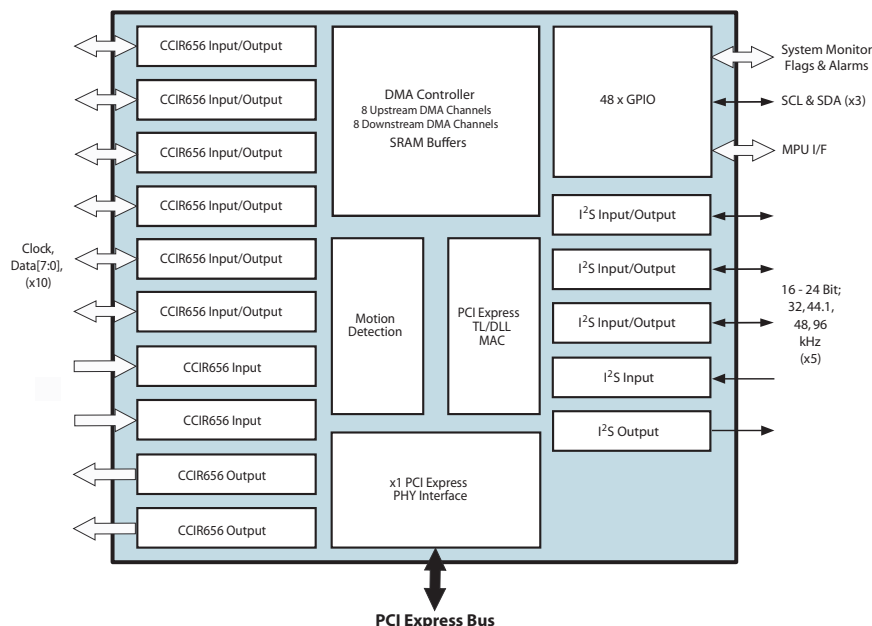 CCIR656 Input/Output
CCIR656 Input/Output
CCIR656 Input/Output
CCIR656 Input/Output
CCIR656 Input/Output
CCIR656 Input/Output
CCIR656 Input
CCIR656 Input
CCIR656 Output
CCIR656 Output
Clock,
Data[7:0],
(x10)
DMA Controller
8 Upstream DMA Channels
8 Downstream DMA Channels
SRAM Buffers
Motion
Detection
PCI Express
TL/DLL
MAC
x1 PCI Express
PHY Interface
48 x GPIO
I²S Input/Output
I²S Input/Output
I²S Input/Output
I²S Input
I²S Output
System Monitor
Flags & Alarms
SCL & SDA (x3)
MPU I/F
16 - 24 Bit;
32, 44.1,
48, 96
kHz
(x5)
PCI Express Bus